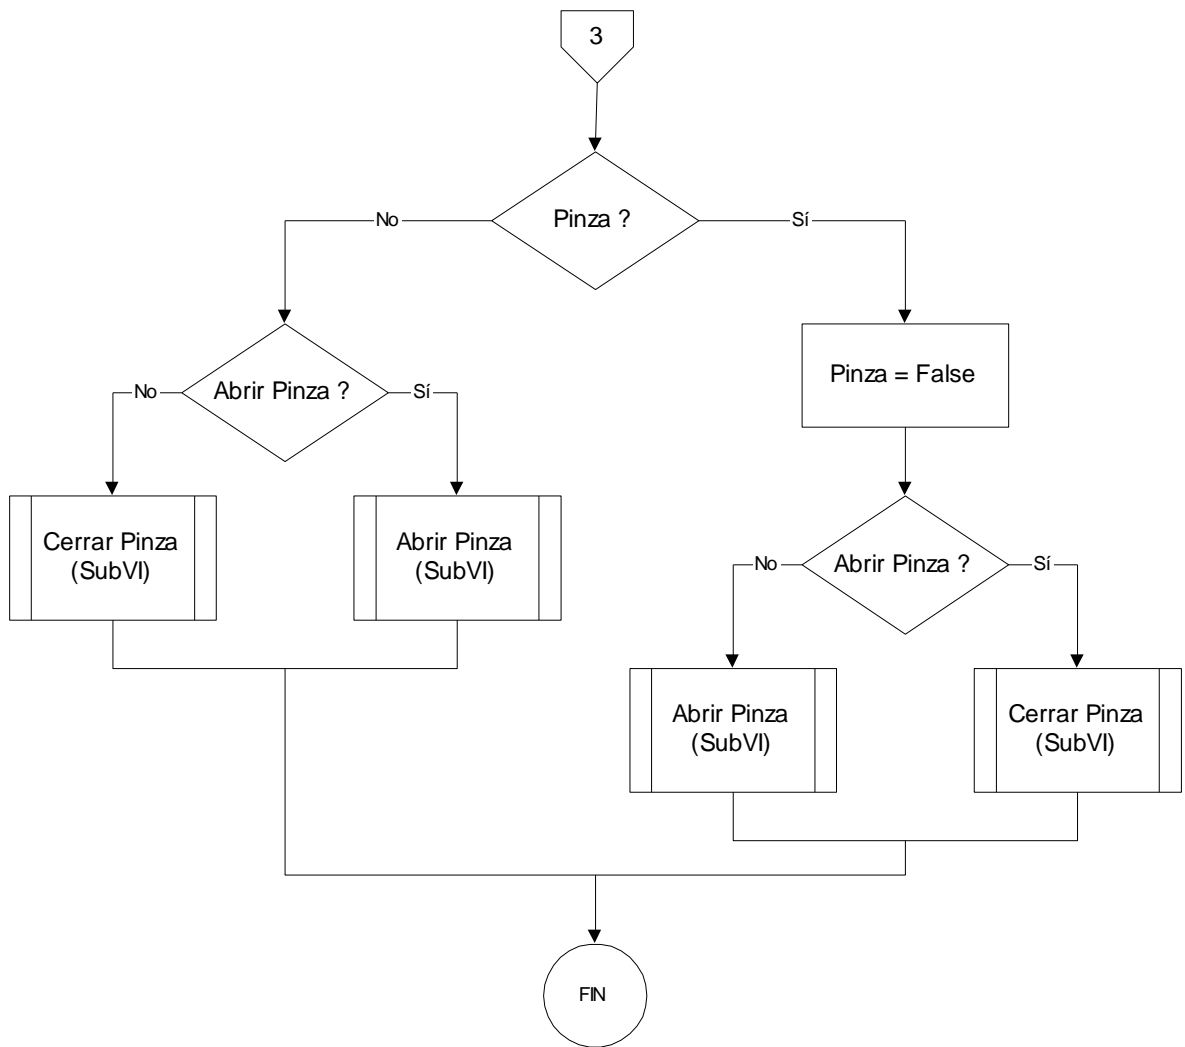 3
Pinza ?
No
Sí
Abrir Pinza ?
Pinza = False
No
Sí
Cerrar Pinza
(SubVI)
Abrir Pinza
(SubVI)
Abrir Pinza ?
No
Sí
Abrir Pinza
(SubVI)
Cerrar Pinza
(SubVI)
FIN